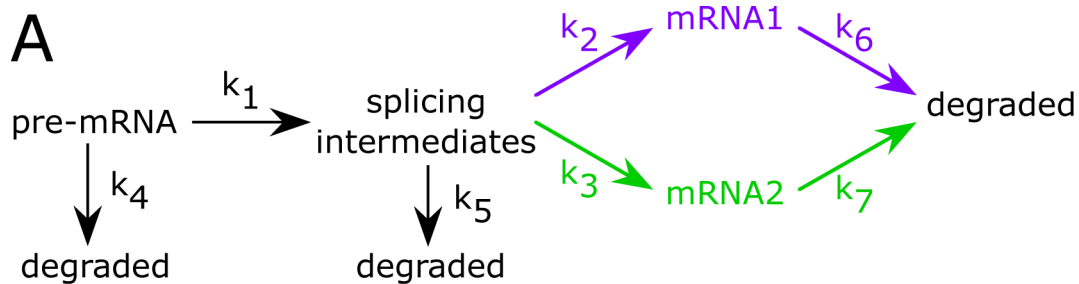 A
pre-mRNA
k1
splicing
intermediates
k2
mRNA1
k6
k3
mRNA2
k7
degraded
k4
degraded
k5
degraded